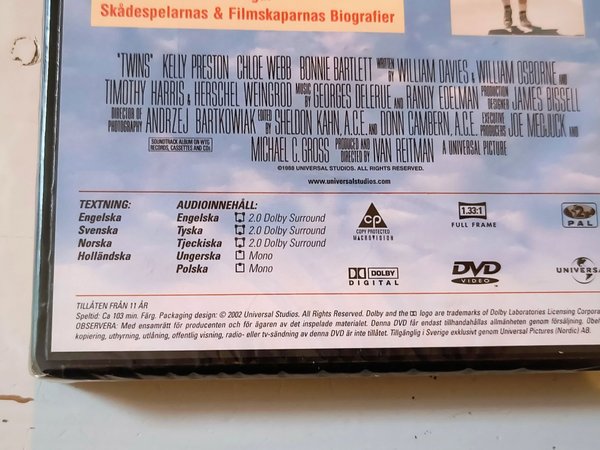 Skådespelarnas & Filmskaparnas Biografier
"TWINS" KELLY PRESTON CHLOE WEBB BONNIE BARTLETT WRITTEN BY WILLIAM DAVIES & WILLIAM OSBORNE AND
TIMOTHY HARRIS & HERSCHEL WEINGROD MUSIC BY GEORGES DELERUE AND RANDY EDELMAN PRODUCTION DESIGNER JAMES BISSELL
DIRECTOR OF PHOTOGRAPHY ANDRZEJ BARTKOWIAK EDITED BY SHELDON KAHN, A.C.E. AND DONN CAMBERN, A.C.E. EXECUTIVE PRODUCERS JOE MEDJUCK AND
SOUNDTRACK ALBUM ON WTG RECORDS, CASSETTES AND CDs MICHAEL C. GROSS PRODUCED AND DIRECTED BY IVAN REITMAN A UNIVERSAL PICTURE
©1988 UNIVERSAL STUDIOS. ALL RIGHTS RESERVED.
www.universalstudios.com
TEXTNING:
Engelska
Svenska
Norska
Holländska
AUDIOINNEHÅLL:
Engelska 2.0 Dolby Surround
Tyska 2.0 Dolby Surround
Tjeckiska 2.0 Dolby Surround
Ungerska Mono
Polska Mono
CP
COPY PROTECTED
MACROVISION
1.33:1
FULL FRAME
2
PAL
DOLBY
DIGITAL
DVD
VIDEO
UNIVERS
TILLÅTEN FRÅN 11 ÅR
Speltid: Ca 103 min. Färg. Packaging design: © 2002 Universal Studios. All Rights Reserved. Dolby and the logo are trademarks of Dolby Laboratories Licensing Corpora
OBSERVERA: Med ensamrätt för producenten och för ägaren av det inspelade materialet. Denna DVD får endast tillhandahållas allmänheten genom försäljning. Obe
kopiering, uthyrning, utlåning, offentlig visning, radio- eller tv-sändning av denna DVD är inte tillåtet. Tillgänglig i Sverige exklusivt genom Universal Pictures (Nordic) AB.